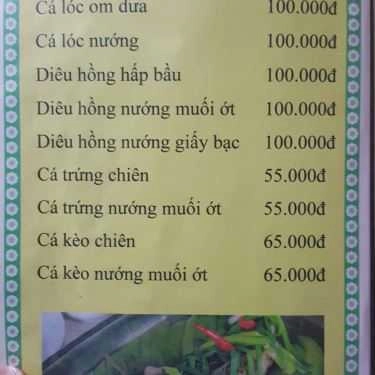 Cá lóc om dưa 100.000đ
Cá lóc nướng 100.000đ
Diêu hồng hấp bầu 100.000đ
Diêu hồng nướng muối ớt 100.000đ
Diêu hồng nướng giấy bạc 100.000đ
Cá trứng chiên 55.000đ
Cá trứng nướng muối ớt 55.000đ
Cá kèo chiên 65.000đ
Cá kèo nướng muối ớt 65.000đ